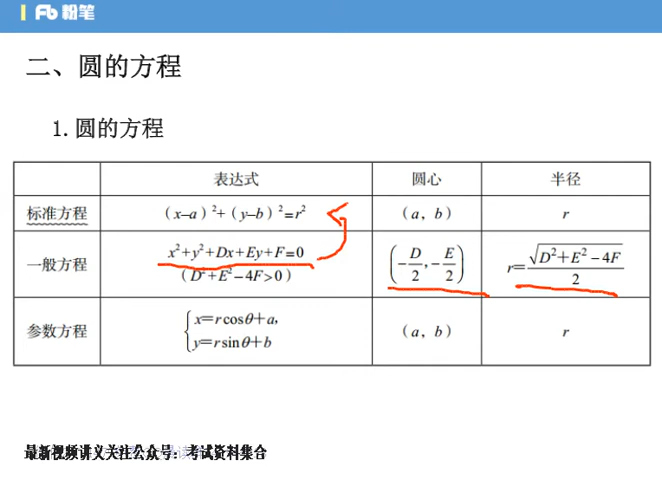 Fb 粉笔
二、圆的方程
1. 圆的方程
表达式 圆心 半径
标准方程 (x–a)²+(y–b)²=r² (a, b) r
一般方程 x²+y²+Dx+Ey+F=0 (D²+E²–4F>0) (–D/2, –E/2) r=√(D²+E²–4F)/2
参数方程 {x=rcosθ+a, y=rsinθ+b (a, b) r
最新视频讲义关注公众号：考试资料集合